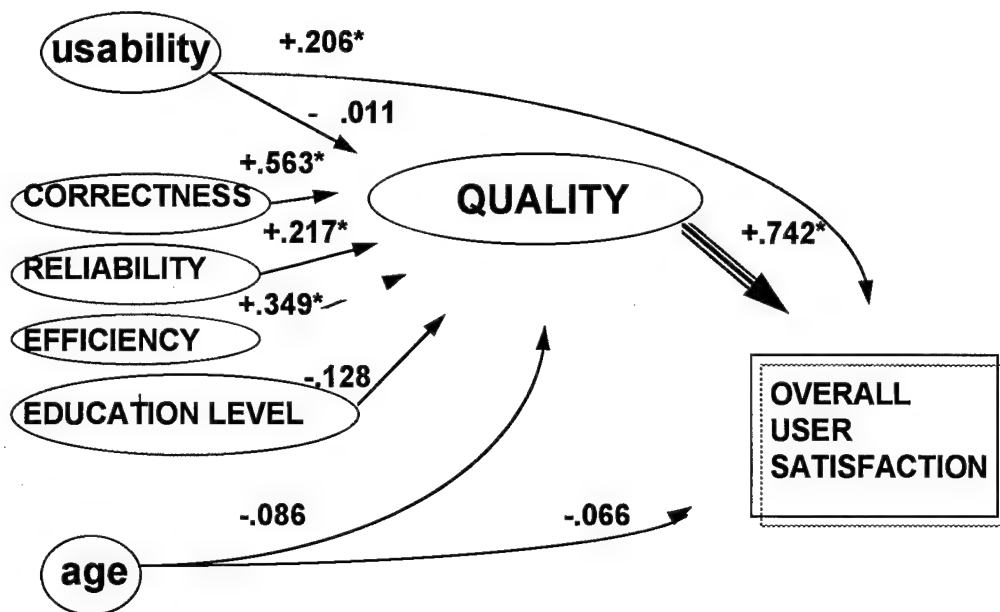 usability
+.206*
- .011
+.563*
CORRECTNESS
QUALITY
+.217*
+.742*
RELIABILITY
+.349*
EFFICIENCY
-.128
EDUCATION LEVEL
OVERALL
USER
SATISFACTION
-.086
-.066
age